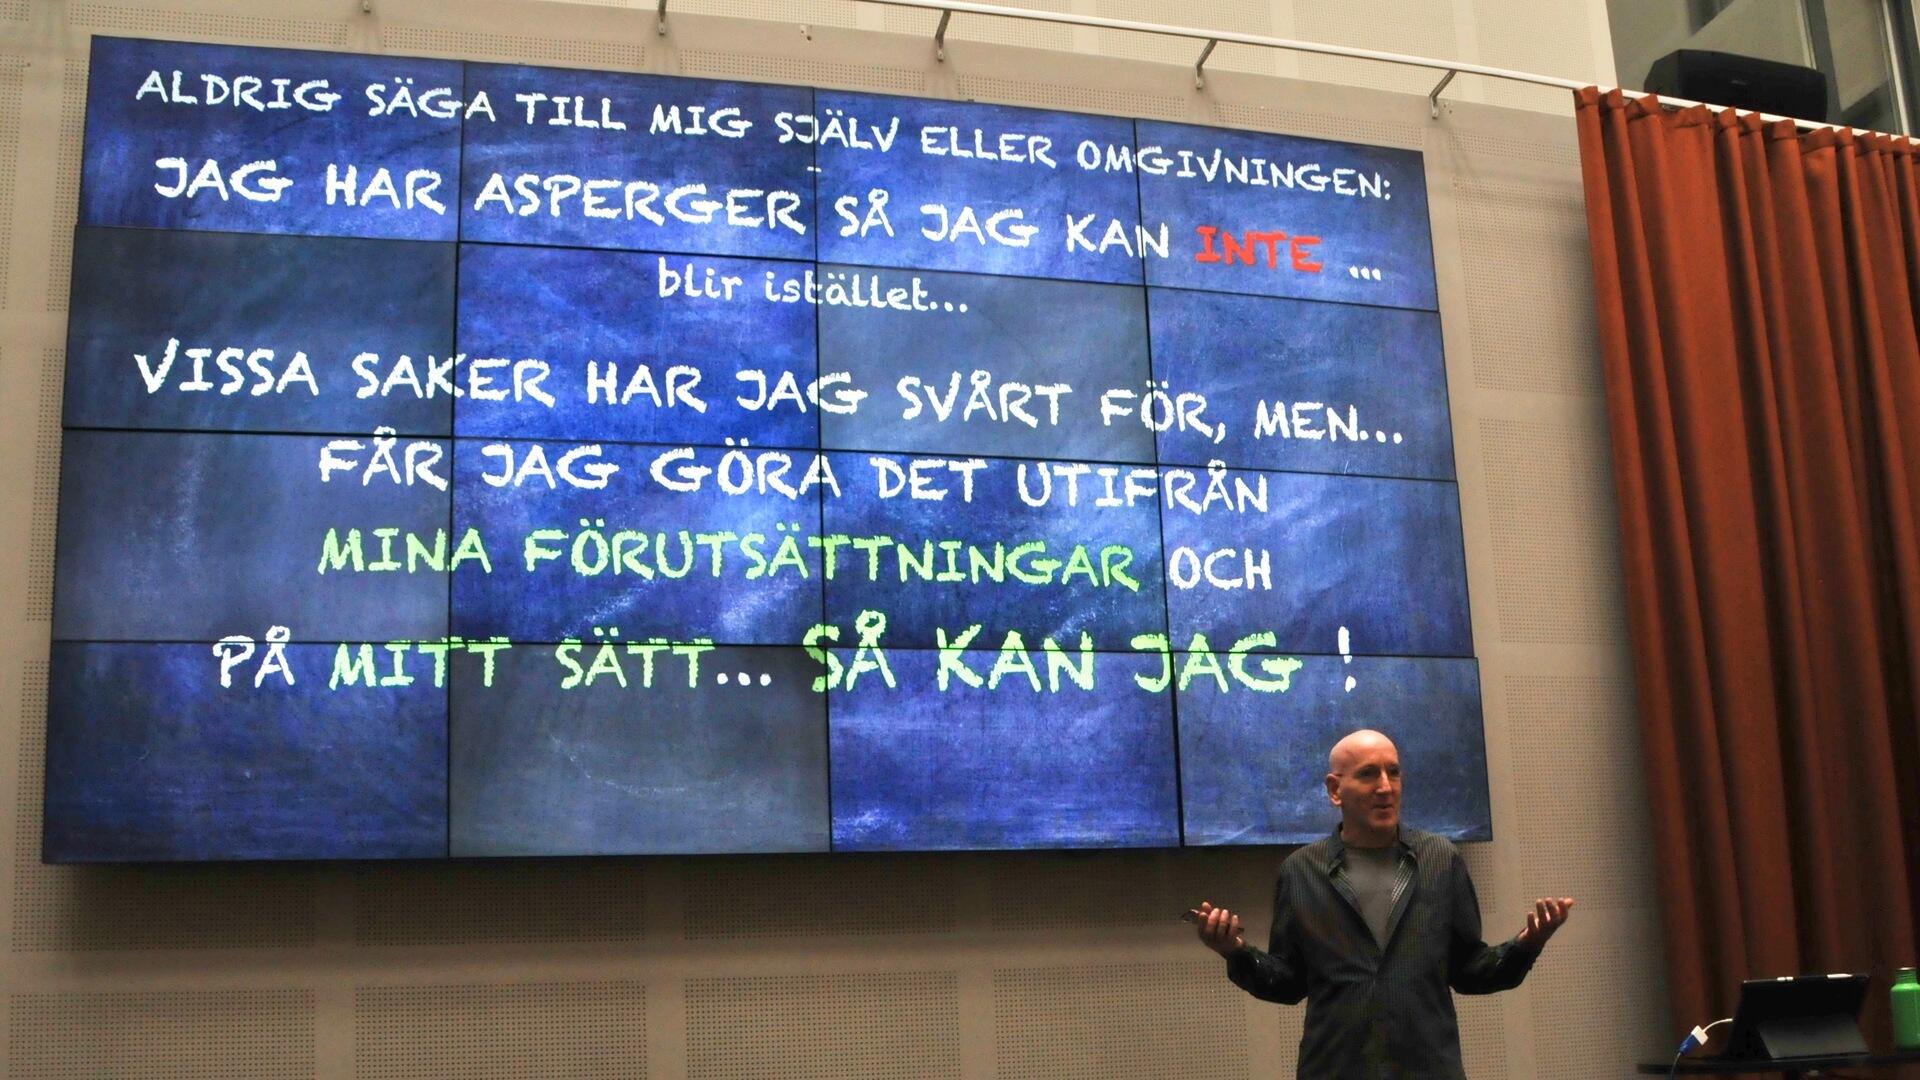 ALDRIG SÄGA TILL MIG SJÄLV ELLER OMGIVNINGEN:
JAG HAR ASPERGER SÅ JAG KAN INTE ...
blir istället...
VISSA SAKER HAR JAG SVÅRT FÖR, MEN...
FÅR JAG GÖRA DET UTIFRÅN
MINA FÖRUTSÄTTNINGAR OCH
PÅ MITT SÄTT... SÅ KAN JAG !